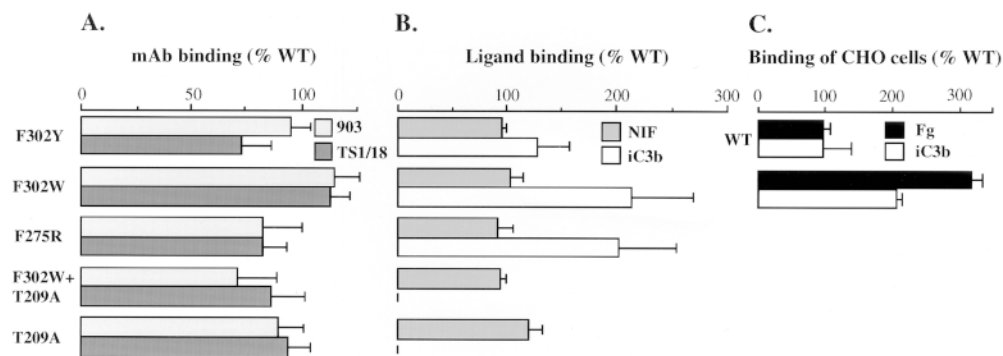 A.
mAb binding (% WT)
0 50 100
903
TS1/18
F302Y
F302W
F275R
F302W+
T209A
T209A
B.
Ligand binding (% WT)
0 100 200 300
NIF
iC3b
C.
Binding of CHO cells (% WT)
0 100 200 300
WT
Fg
iC3b